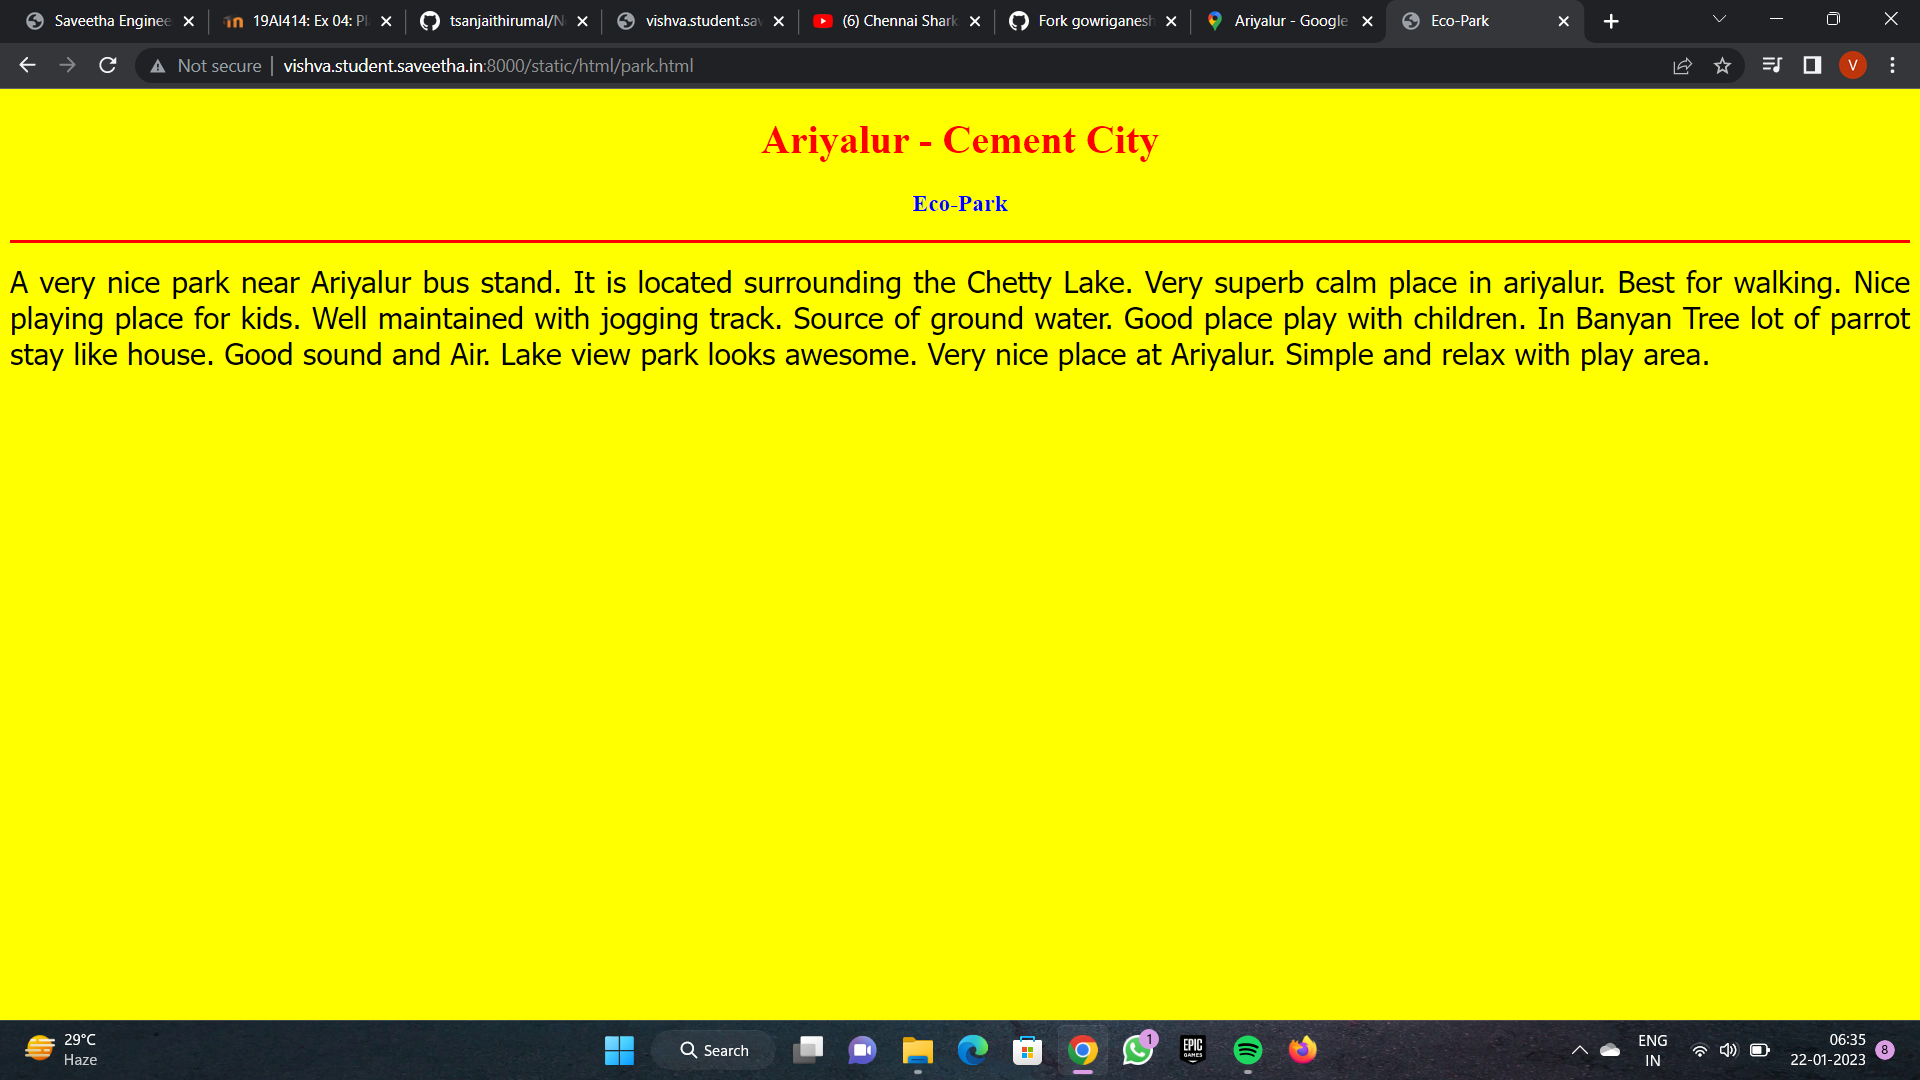 Saveetha Enginee
19AI414: Ex 04: Pl
tsanjaithirumal/N
vishva.student.sav
(6) Chennai Shark
Fork gowriganesh
Ariyalur - Google
Eco-Park
Not secure
vishva.student.saveetha.in:8000/static/html/park.html
V
Ariyalur - Cement City
Eco-Park
A very nice park near Ariyalur bus stand. It is located surrounding the Chetty Lake. Very superb calm place in ariyalur. Best for walking. Nice
playing place for kids. Well maintained with jogging track. Source of ground water. Good place play with children. In Banyan Tree lot of parrot
stay like house. Good sound and Air. Lake view park looks awesome. Very nice place at Ariyalur. Simple and relax with play area.
29°C
Haze
Search
1
EPIC
GAMES
ENG
IN
06:35
22-01-2023
8